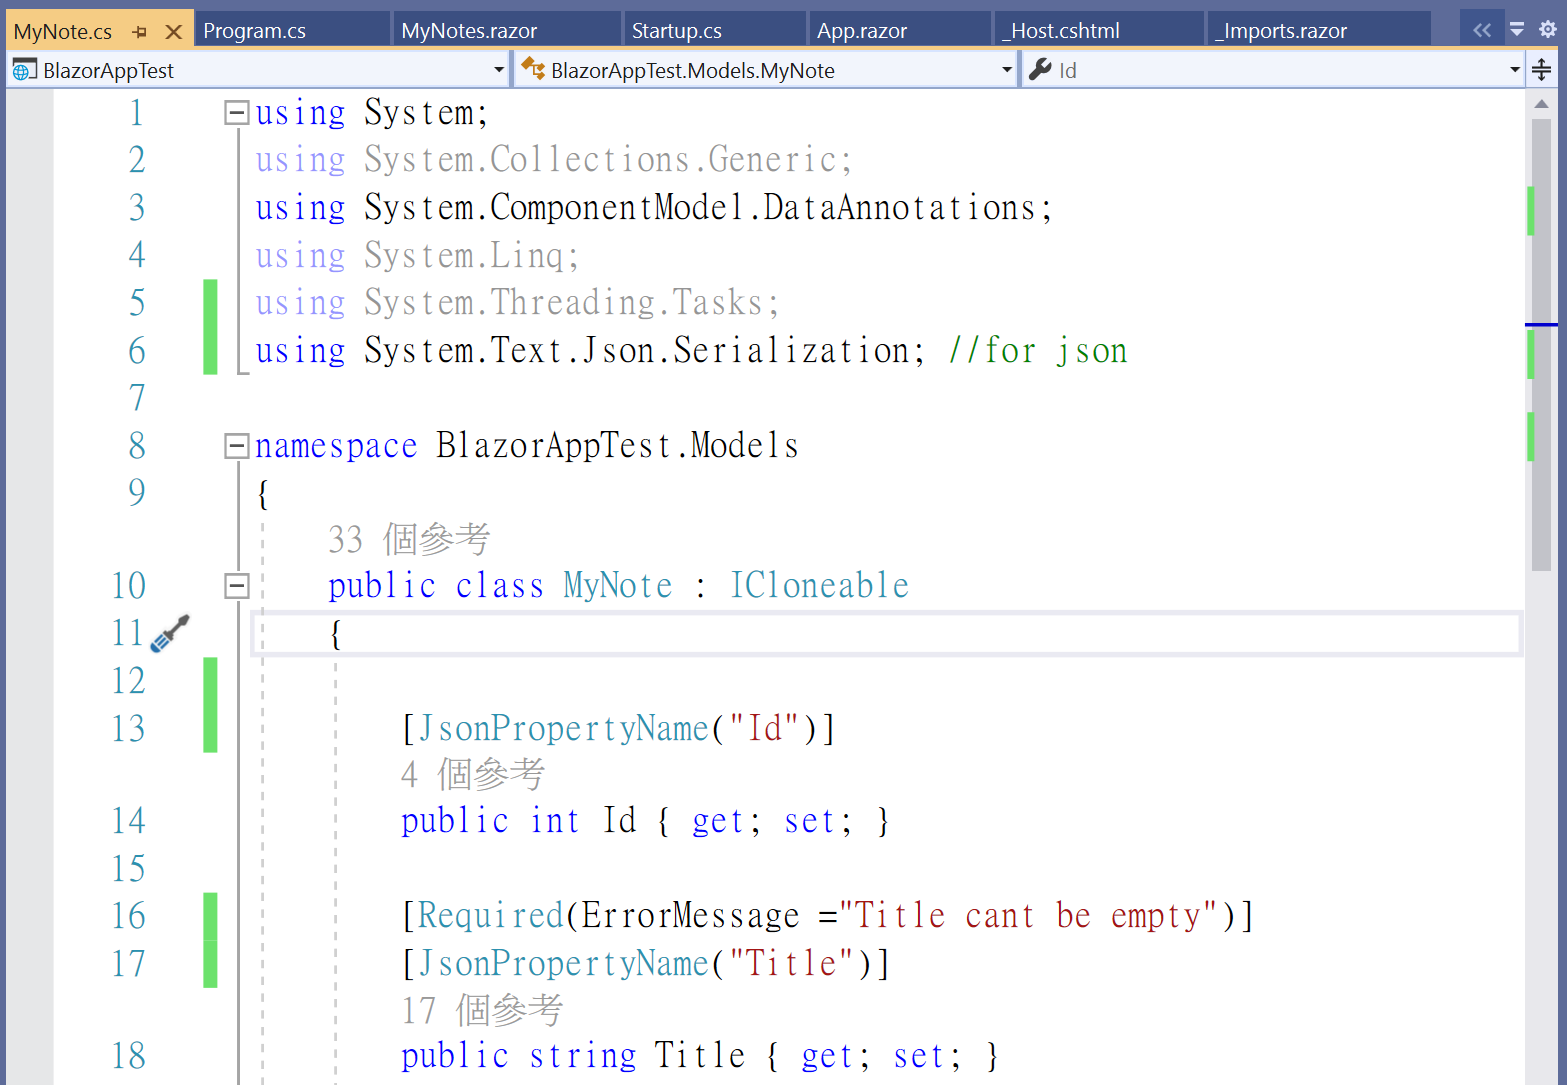 MyNote.cs Program.cs MyNotes.razor Startup.cs App.razor _Host.cshtml _Imports.razor
BlazorAppTest BlazorAppTest.Models.MyNote Id
1 using System;
2 using System.Collections.Generic;
3 using System.ComponentModel.DataAnnotations;
4 using System.Linq;
5 using System.Threading.Tasks;
6 using System.Text.Json.Serialization; //for json
7
8 namespace BlazorAppTest.Models
9 {
33 個參考
10 public class MyNote : ICloneable
11 {
12
13 [JsonPropertyName("Id")]
4 個參考
14 public int Id { get; set; }
15
16 [Required(ErrorMessage ="Title cant be empty")]
17 [JsonPropertyName("Title")]
17 個參考
18 public string Title { get; set; }